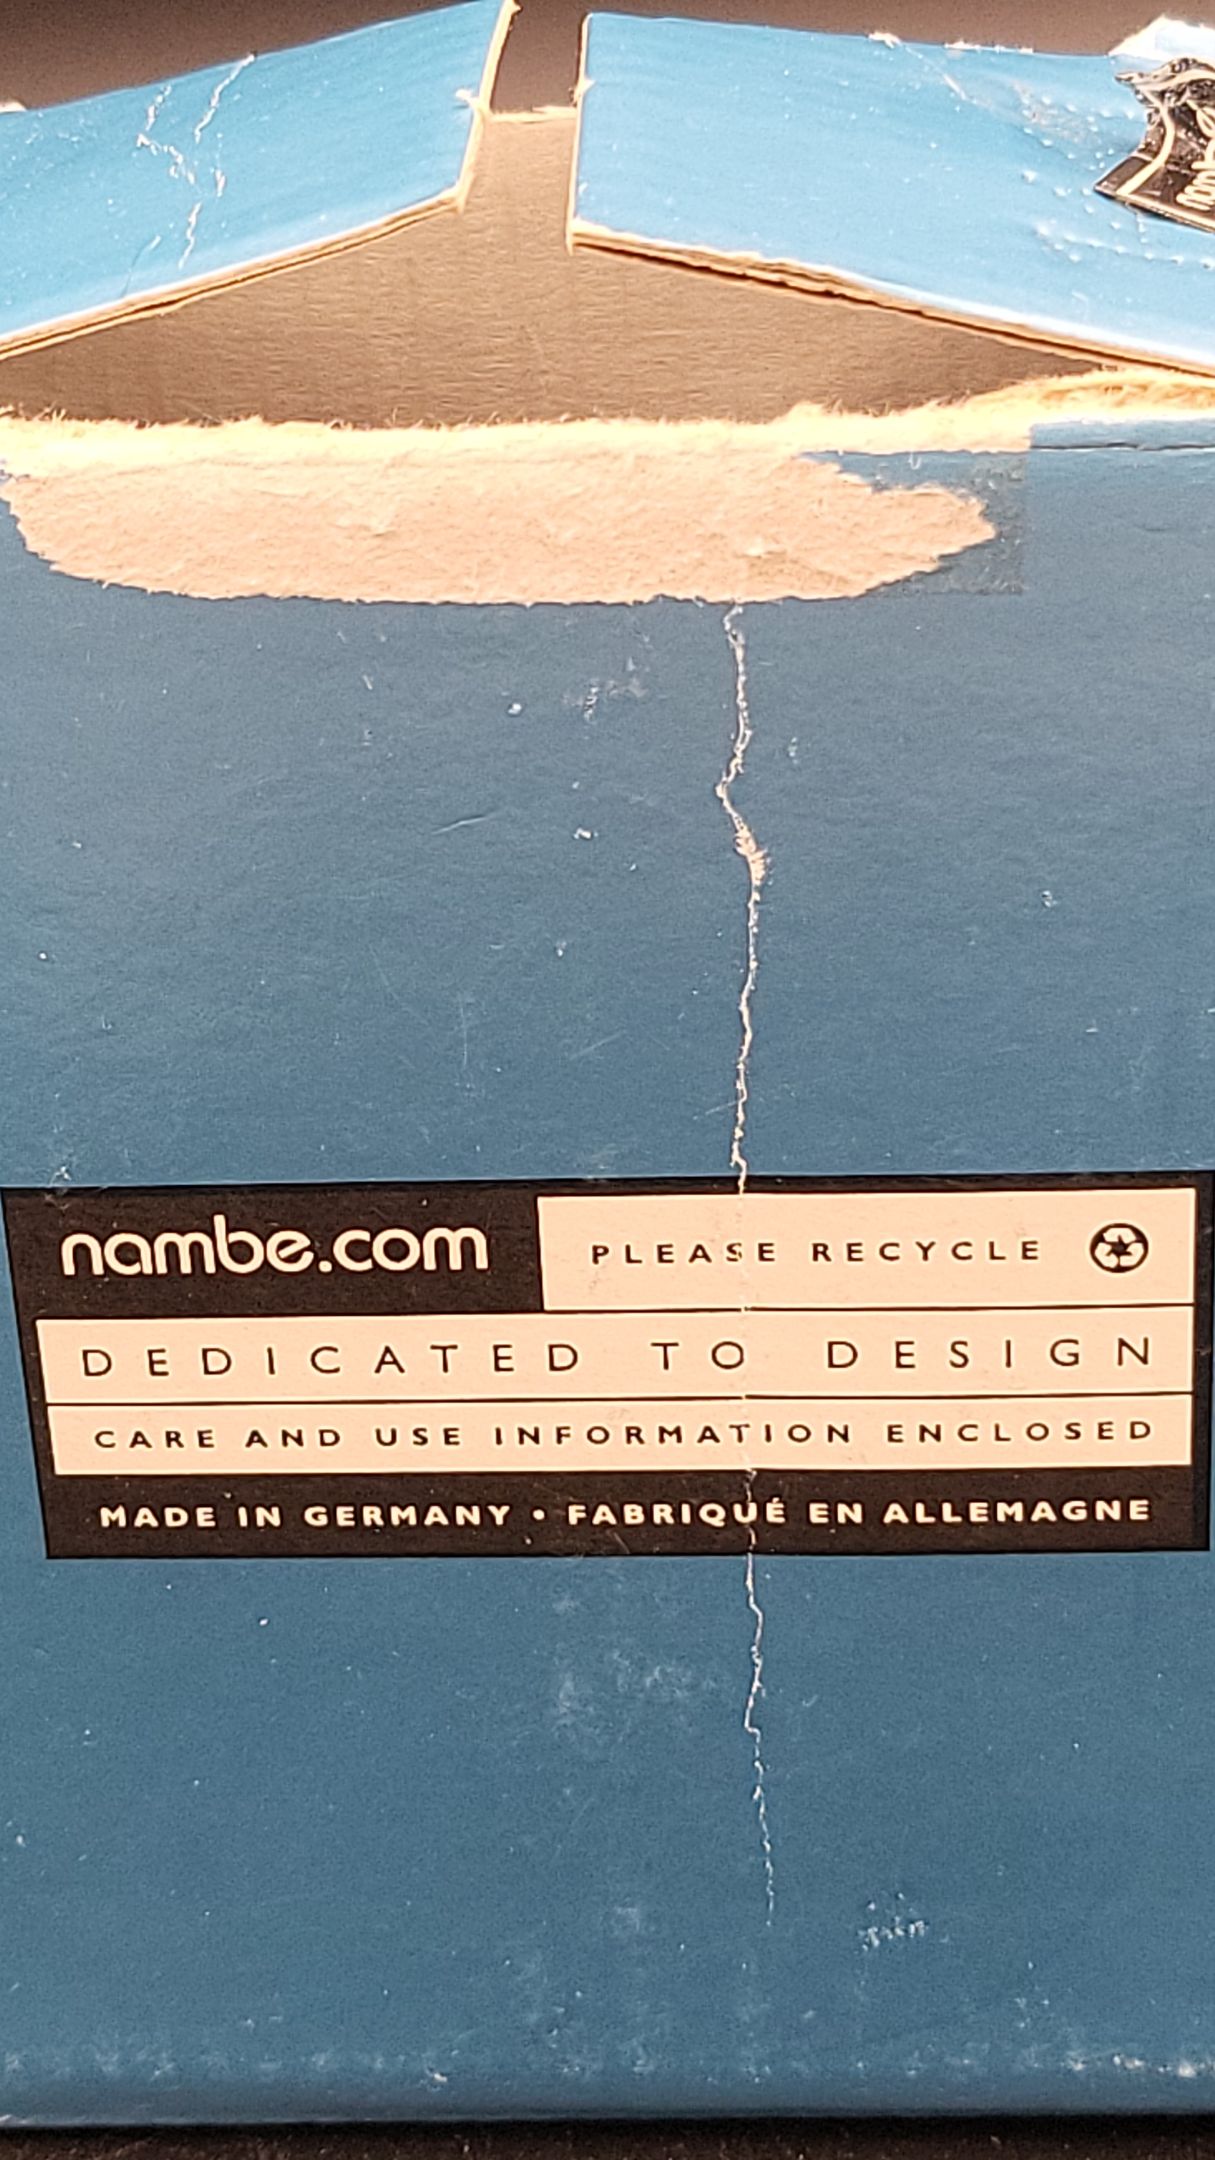 nambe.com
PLEASE RECYCLE
DEDICATED TO DESIGN
CARE AND USE INFORMATION ENCLOSED
MADE IN GERMANY • FABRIQUÉ EN ALLEMAGNE